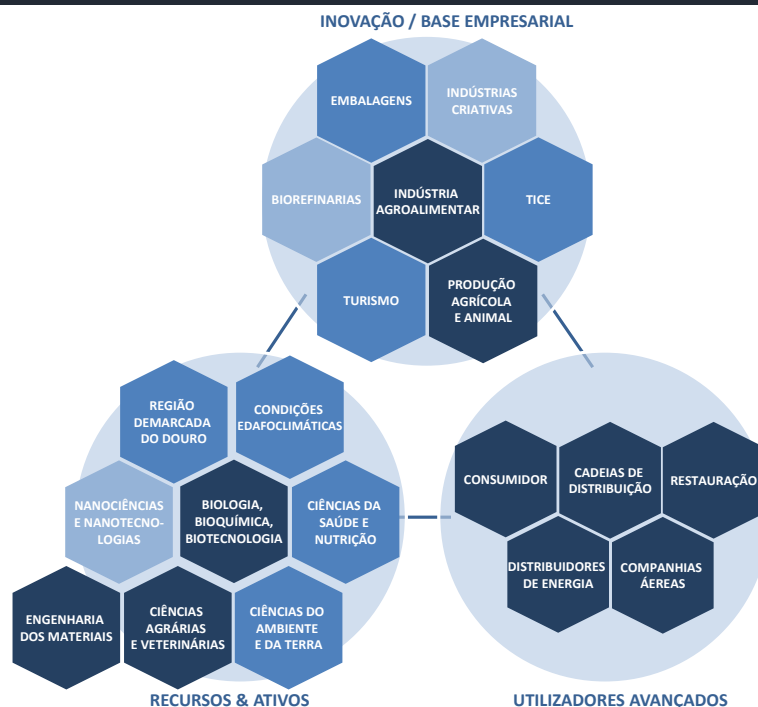 INOVAÇÃO / BASE EMPRESARIAL
EMBALAGENS
INDÚSTRIAS
CRIATIVAS
BIOREFINARIAS
INDÚSTRIA
AGROALIMENTAR
TICE
TURISMO
PRODUÇÃO
AGRÍCOLA
E ANIMAL
REGIÃO
DEMARCADA
DO DOURO
CONDIÇÕES
EDAFOCLIMÁTICAS
NANOCIÊNCIAS
E NANOTECNO-
LOGIAS
BIOLOGIA,
BIOQUÍMICA,
BIOTECNOLOGIA
CIÊNCIAS DA
SAÚDE E
NUTRIÇÃO
ENGENHARIA
DOS MATERIAIS
CIÊNCIAS
AGRÁRIAS
E VETERINÁRIAS
CIÊNCIAS DO
AMBIENTE
E DA TERRA
RECURSOS & ATIVOS
CONSUMIDOR
CADEIAS DE
DISTRIBUIÇÃO
RESTAURAÇÃO
DISTRIBUIDORES
DE ENERGIA
COMPANHIAS
ÁEREAS
UTILIZADORES AVANÇADOS